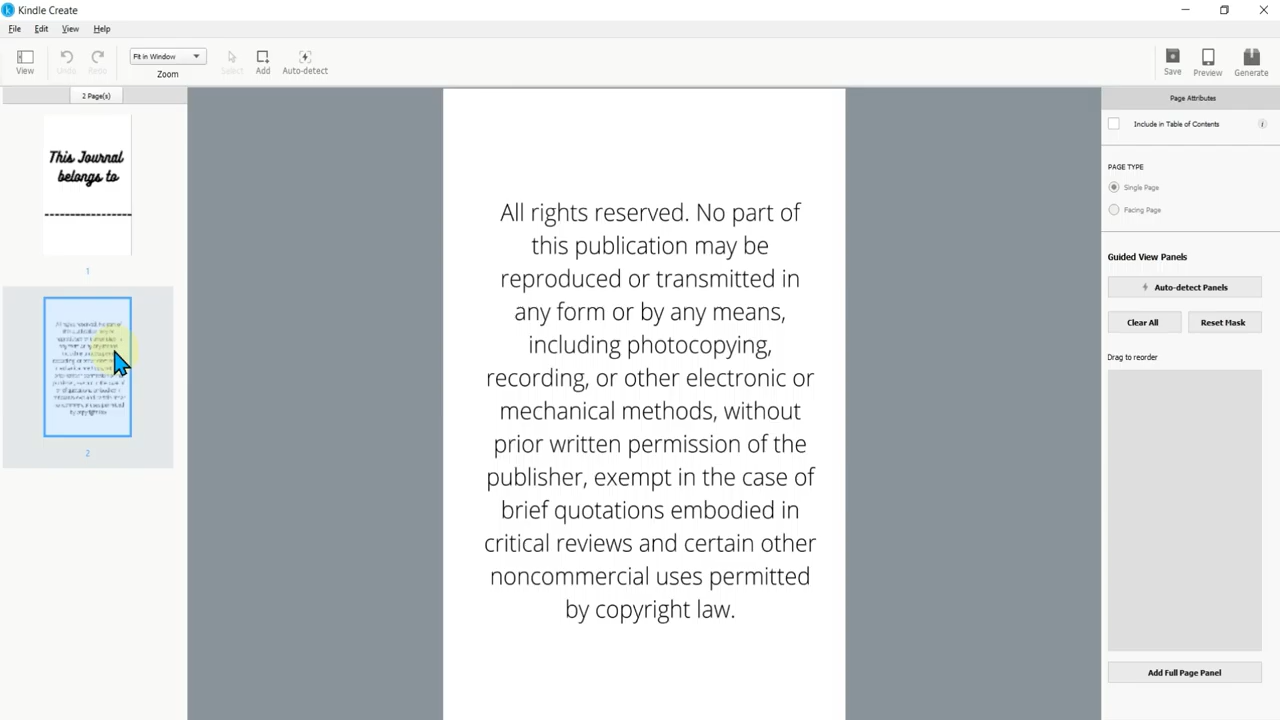 Kindle Create
File Edit View Help
View Undo Redo Fit in Window Zoom Select Add Auto-detect Save Preview Generate
2 Page(s)
This Journal
belongs to
1
2
All rights reserved. No part of
this publication may be
reproduced or transmitted in
any form or by any means,
including photocopying,
recording, or other electronic or
mechanical methods, without
prior written permission of the
publisher, exempt in the case of
brief quotations embodied in
critical reviews and certain other
noncommercial uses permitted
by copyright law.
Page Attributes
Include in Table of Contents i
PAGE TYPE
Single Page
Facing Page
Guided View Panels
Auto-detect Panels
Clear All Reset Mask
Drag to reorder
Add Full Page Panel